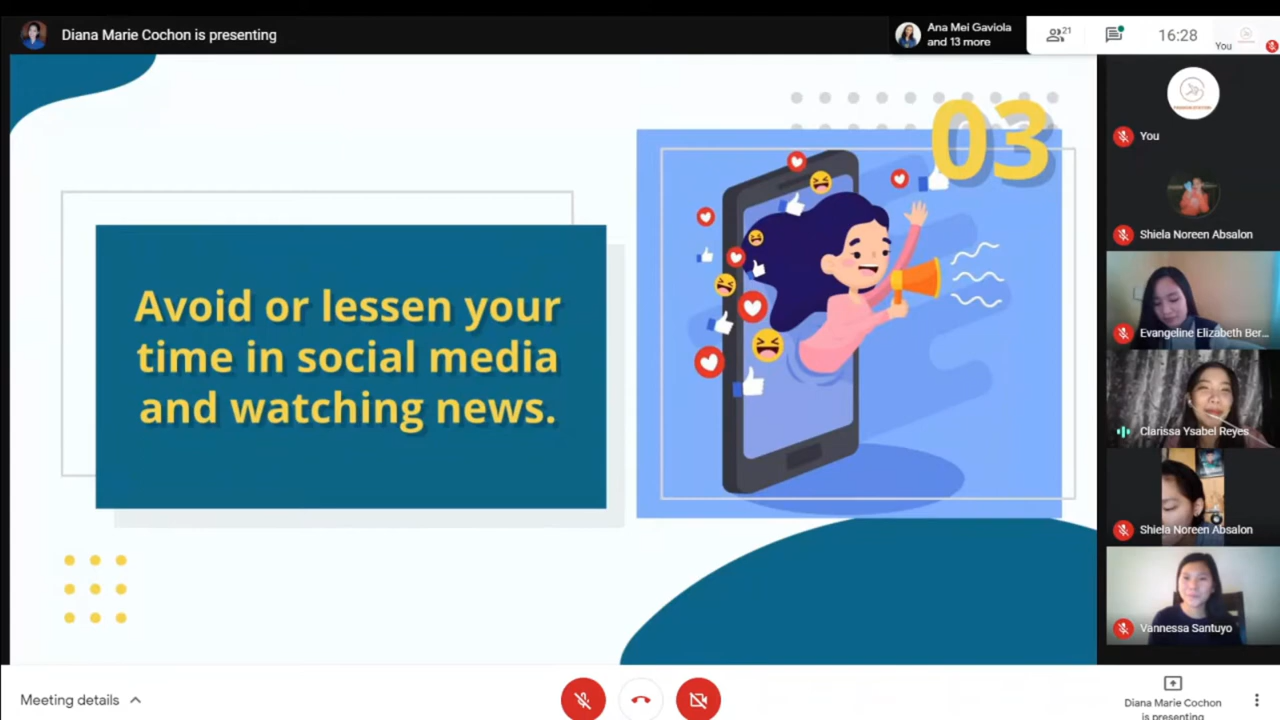 Diana Marie Cochon is presenting
Ana Mei Gaviola
and 13 more
21
16:28
You
You
Shiela Noreen Absalon
Evangeline Elizabeth Ber...
Clarissa Ysabel Reyes
Shiela Noreen Absalon
Vannessa Santuyo
03
Avoid or lessen your
time in social media
and watching news.
Meeting details
Diana Marie Cochon
is presenting